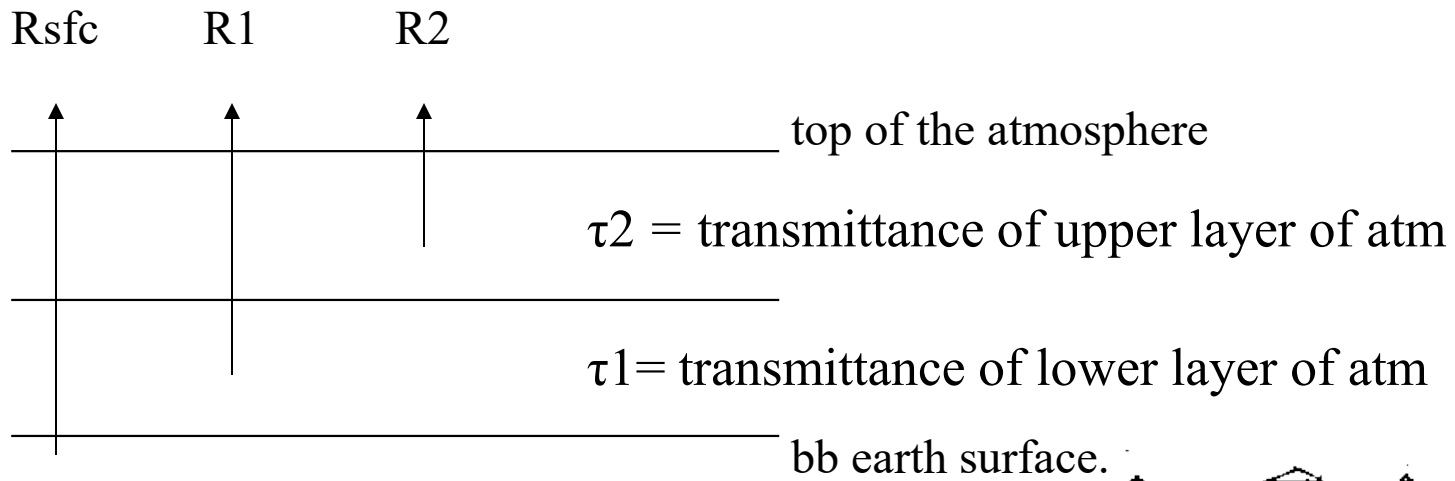 Rsfc R1 R2
top of the atmosphere
τ2 = transmittance of upper layer of atm
τ1= transmittance of lower layer of atm
bb earth surface.